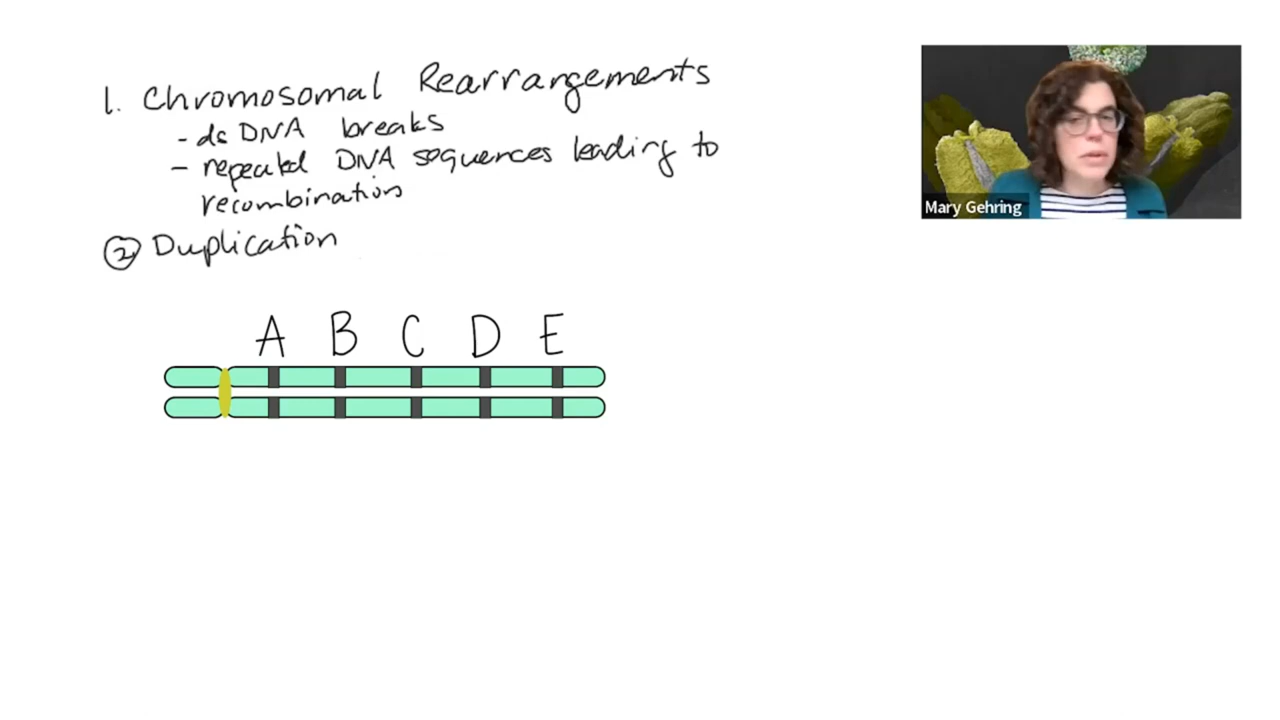 1. Chromosomal Rearrangements
- ds DNA breaks
- repeated DNA sequences leading to
recombination
② Duplication
A B C D E
Mary Gehring